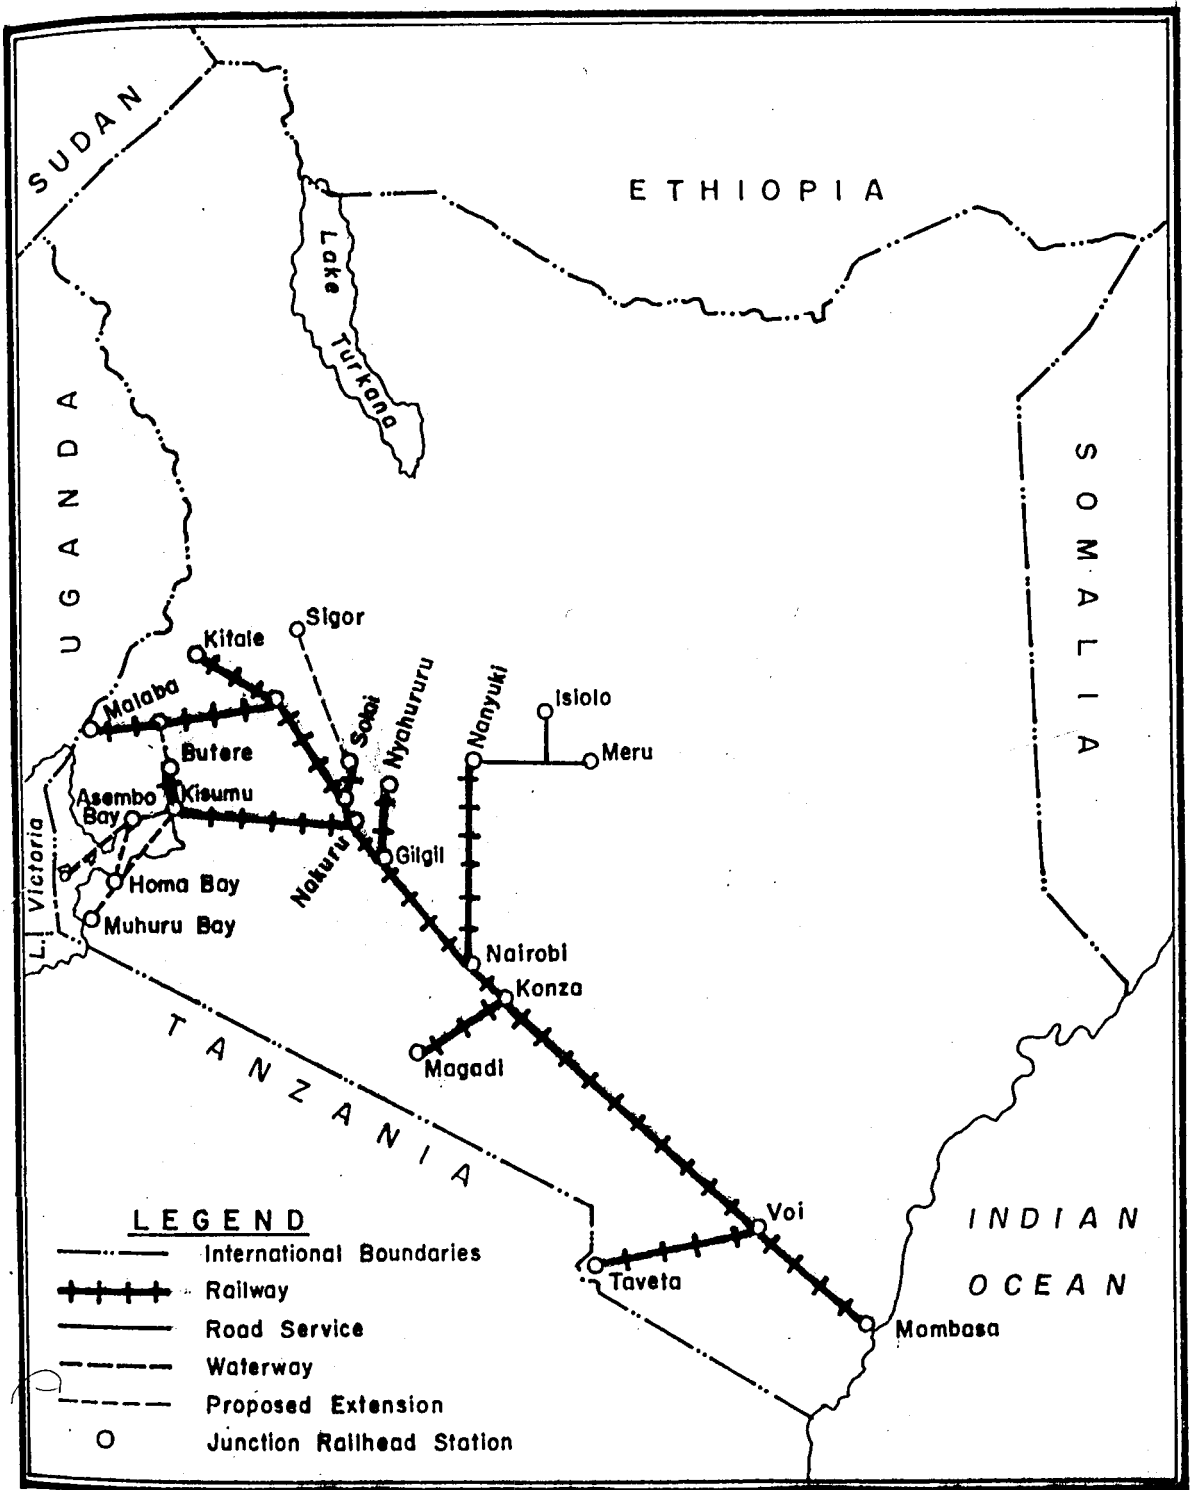 SUDAN
ETHIOPIA
Lake
Turkana
UGANDA
SOMALIA
Sigor
Kitale
Malaba
Solai
Nyahururu
Nanyuki
Isiolo
Meru
Butere
Asembo
Bay
Kisumu
Nakuru
Gilgil
L. Victoria
Homa Bay
Muhuru Bay
Nairobi
Konza
Magadi
TANZANIA
Voi
Taveta
Mombasa
INDIAN
OCEAN
LEGEND
International Boundaries
Railway
Road Service
Waterway
Proposed Extension
Junction Railhead Station